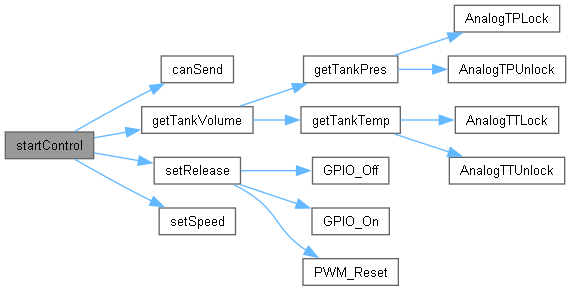 startControl
canSend
getTankVolume
setRelease
setSpeed
getTankPres
getTankTemp
GPIO_Off
GPIO_On
PWM_Reset
AnalogTPLock
AnalogTPUnlock
AnalogTTLock
AnalogTTUnlock